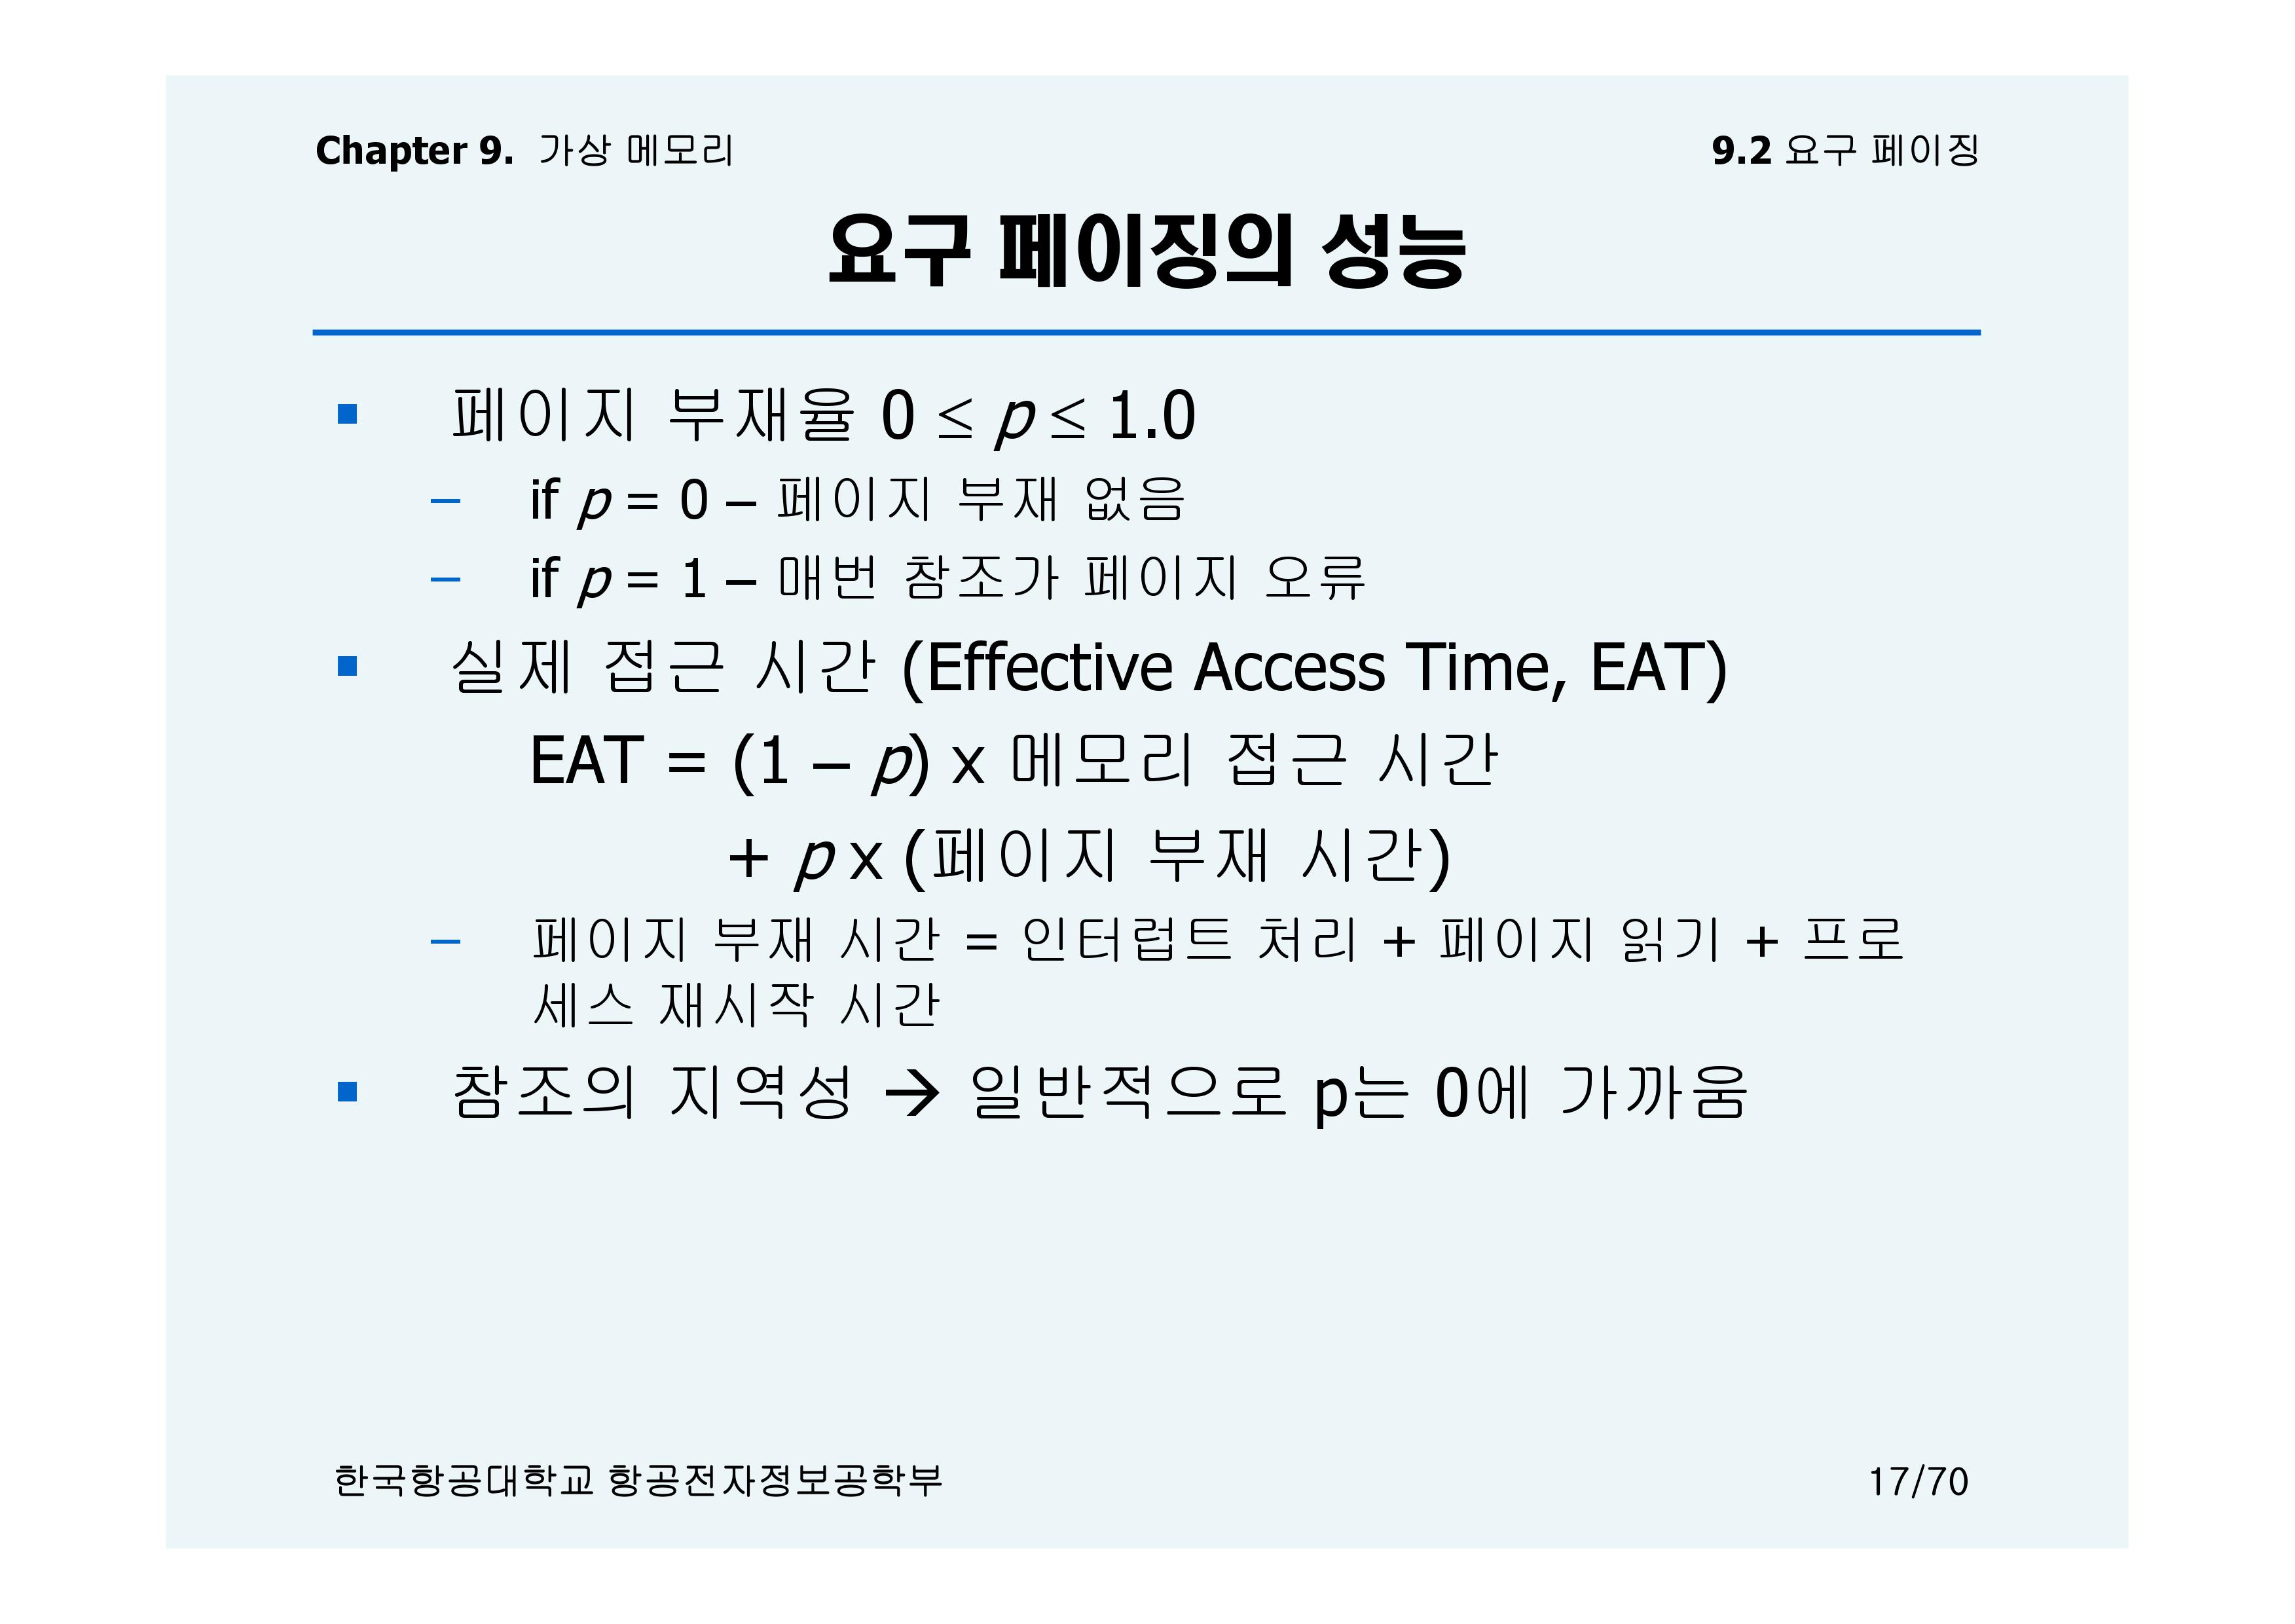 Chapter 9. 가상 메모리
9.2 요구 페이징
요구 페이징의 성능
▪ 페이지 부재율 0 ≤ p ≤ 1.0
– if p = 0 – 페이지 부재 없음
– if p = 1 – 매번 참조가 페이지 오류
▪ 실제 접근 시간 (Effective Access Time, EAT)
EAT = (1 – p) x 메모리 접근 시간
+ p x (페이지 부재 시간)
– 페이지 부재 시간 = 인터럽트 처리 + 페이지 읽기 + 프로
세스 재시작 시간
▪ 참조의 지역성 → 일반적으로 p는 0에 가까움
한국항공대학교 항공전자정보공학부
17/70